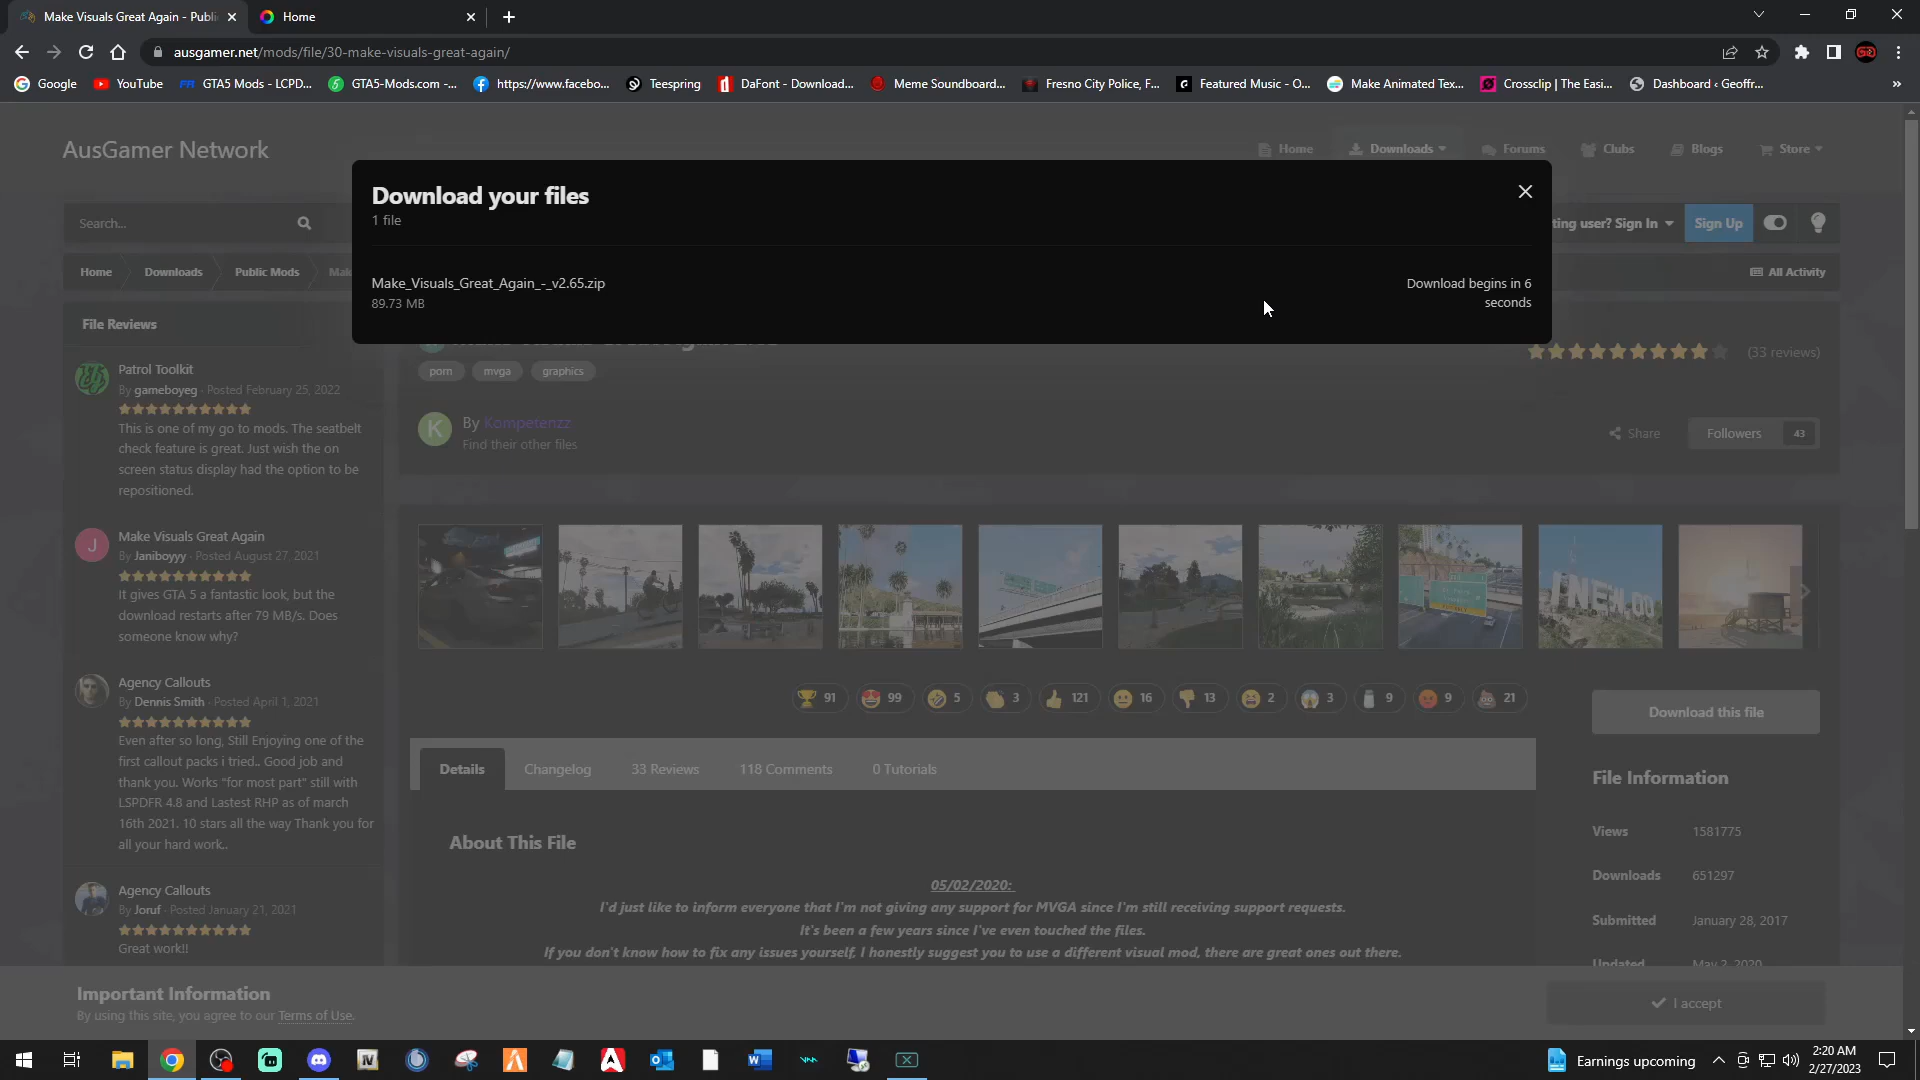 Make Visuals Great Again - Publi
Home
ausgamer.net/mods/file/30-make-visuals-great-again/
Google
YouTube
GTA5 Mods - LCPD...
GTA5-Mods.com -...
https://www.facebo...
Teespring
DaFont - Download...
Meme Soundboard...
Fresno City Police, F...
Featured Music - O...
Make Animated Tex...
Crossclip | The Easi...
Dashboard ‹ Geoffr...
»
AusGamer Network
Home
Downloads
Forums
Clubs
Blogs
Store
Download your files
1 file
Make_Visuals_Great_Again_-_v2.65.zip
89.73 MB
Download begins in 6
seconds
Search...
ting user? Sign In
Sign Up
Home
Downloads
Public Mods
Mak
All Activity
File Reviews
Patrol Toolkit
By gameboyeg · Posted February 25, 2022
This is one of my go to mods. The seatbelt
check feature is great. Just wish the on
screen status display had the option to be
repositioned.
J
Make Visuals Great Again
By Janiboyyy · Posted August 27, 2021
It gives GTA 5 a fantastic look, but the
download restarts after 79 MB/s. Does
someone know why?
Agency Callouts
By Dennis Smith · Posted April 1, 2021
Even after so long, Still Enjoying one of the
first callout packs i tried.. Good job and
thank you. Works "for most part" still with
LSPDFR 4.8 and Lastest RHP as of march
16th 2021. 10 stars all the way Thank you for
all your hard work..
Agency Callouts
By Joruf · Posted January 21, 2021
Great work!!
(33 reviews)
mvga
graphics
K
By Kompetenzz
Find their other files
Share
Followers
43
91
99
5
3
121
16
13
2
3
9
9
21
Download this file
Details
Changelog
33 Reviews
118 Comments
0 Tutorials
About This File
05/02/2020:
I'd just like to inform everyone that I'm not giving any support for MVGA since I'm still receiving support requests.
It's been a few years since I've even touched the files.
If you don't know how to fix any issues yourself, I honestly suggest you to use a different visual mod, there are great ones out there.
File Information
Views 1581775
Downloads 651297
Submitted January 28, 2017
Updated May 2, 2020
Important Information
By using this site, you agree to our Terms of Use.
I accept
Earnings upcoming
2:20 AM
2/27/2023